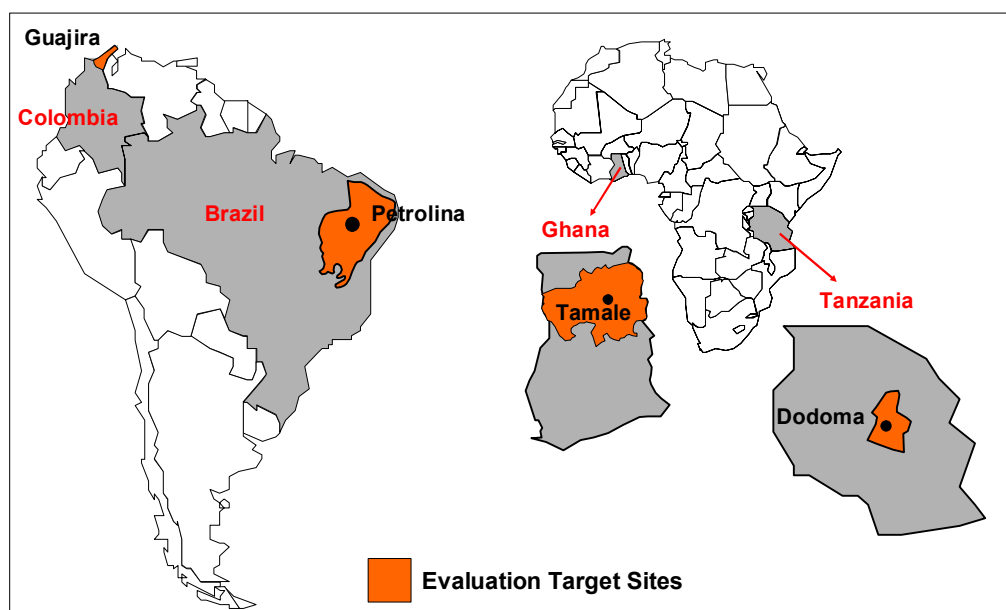 Guajira
Colombia
Brazil
Petrolina
Ghana
Tanzania
Tamale
Dodoma
Evaluation Target Sites